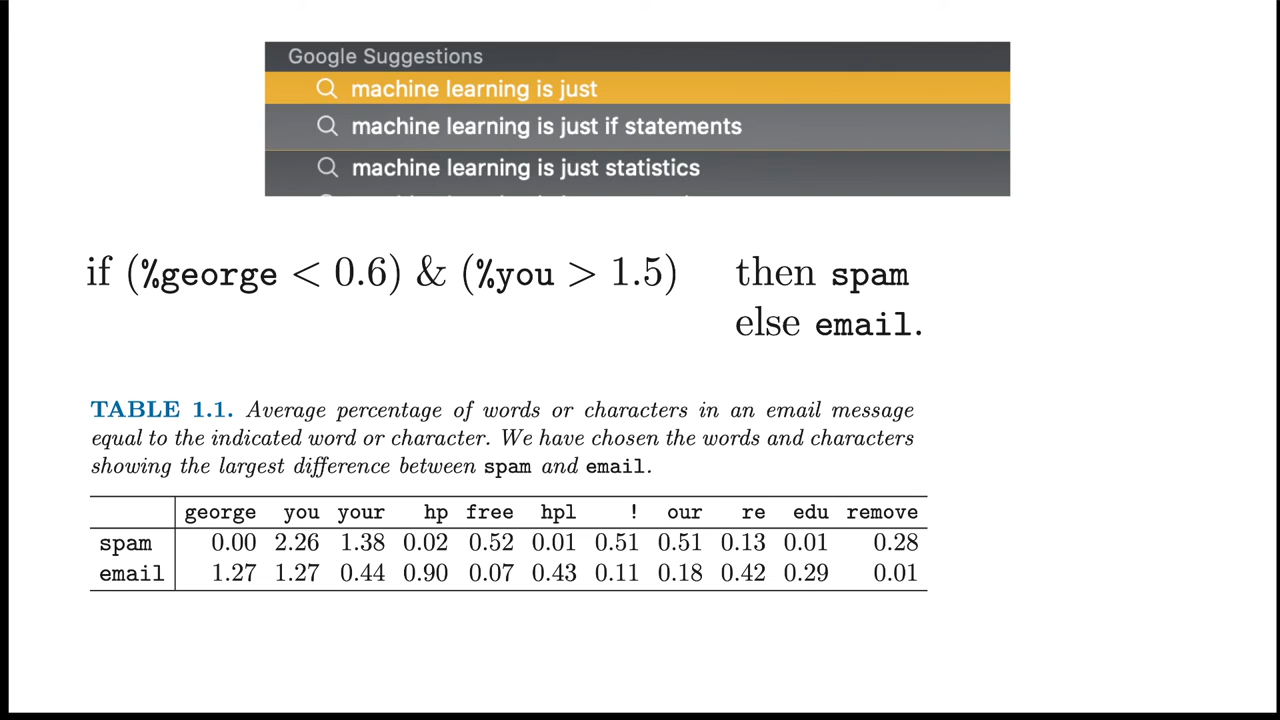 Google Suggestions
machine learning is just
machine learning is just if statements
machine learning is just statistics
if (%george < 0.6) & (%you > 1.5) then spam
else email.
TABLE 1.1. Average percentage of words or characters in an email message
equal to the indicated word or character. We have chosen the words and characters
showing the largest difference between spam and email.
george you your hp free hpl ! our re edu remove
spam 0.00 2.26 1.38 0.02 0.52 0.01 0.51 0.51 0.13 0.01 0.28
email 1.27 1.27 0.44 0.90 0.07 0.43 0.11 0.18 0.42 0.29 0.01